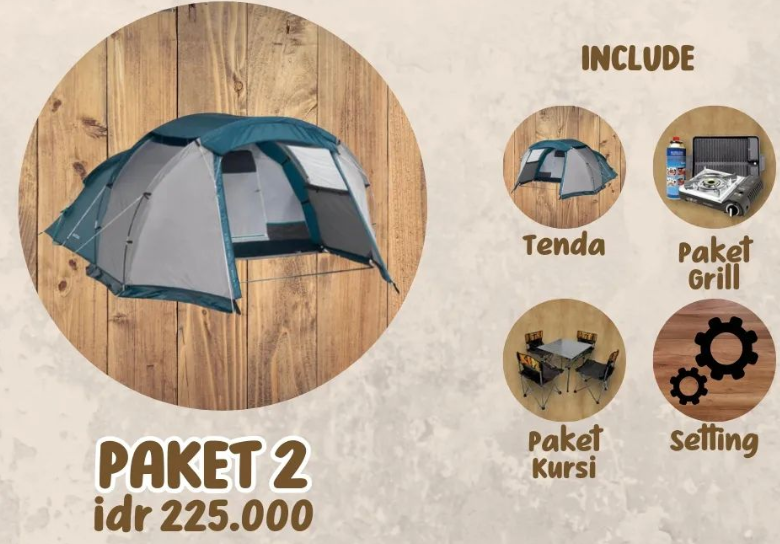 INCLUDE
Tenda
Paket
Grill
Paket
Kursi
Setting
PAKET 2
idr 225.000